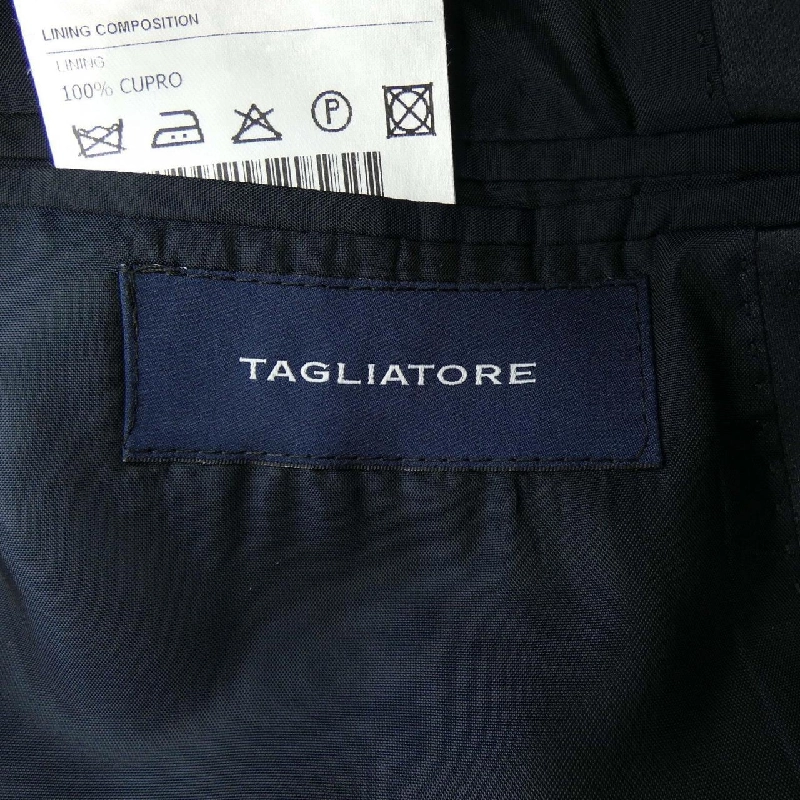 LINING COMPOSITION
LINING
100% CUPRO
P
TAGLIATORE